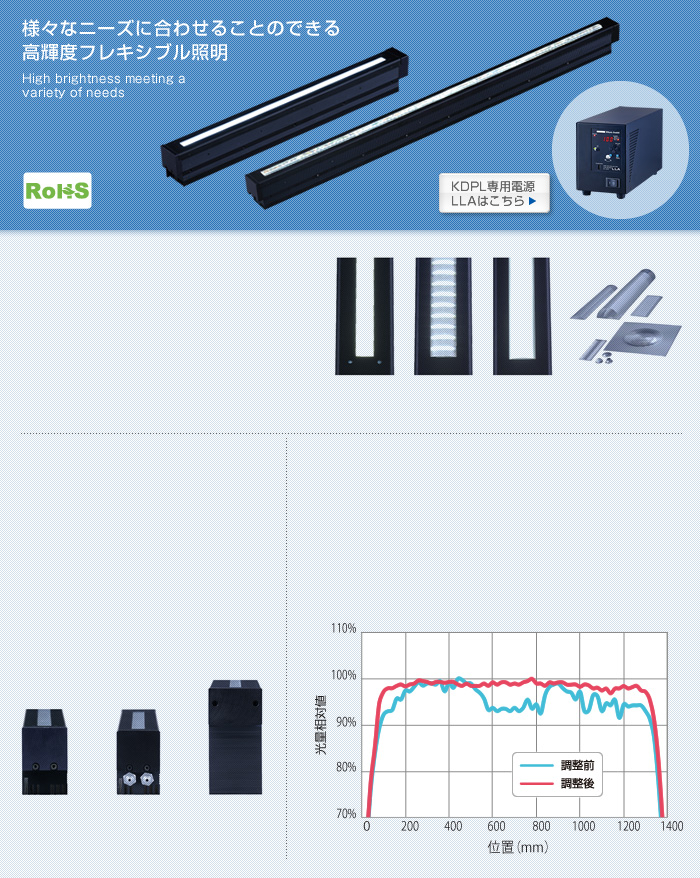 様々なニーズに合わせることのできる
高輝度フレキシブル照明
High brightness meeting a
variety of needs
RoHS
KDPL専用電源
LLAはこちら▶
110%
100%
90%
80%
70%
光量相対値
調整前
調整後
0 200 400 600 800 1000 1200 1400
位置(mm)